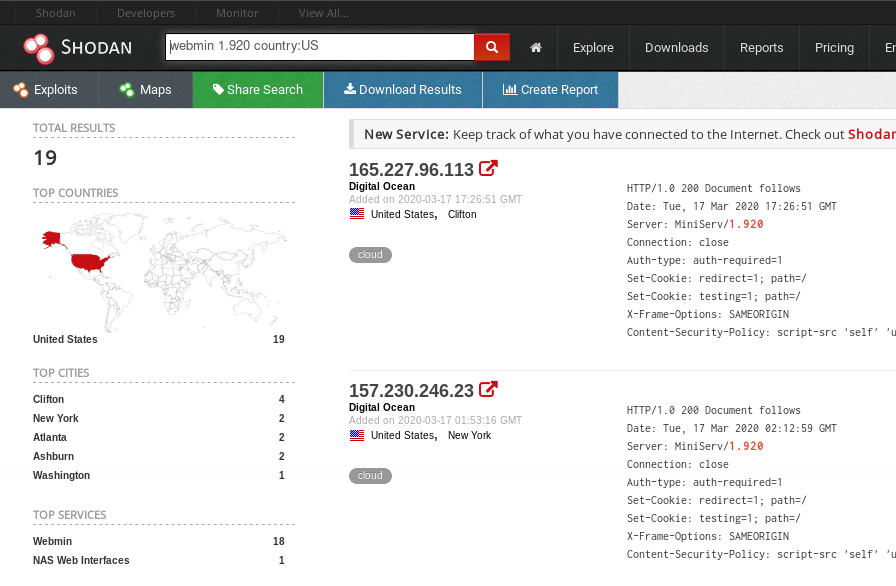 Shodan Developers Monitor View All...
SHODAN webmin 1.920 country:US Explore Downloads Reports Pricing En
Exploits Maps Share Search Download Results Create Report
TOTAL RESULTS
19
TOP COUNTRIES
United States 19
TOP CITIES
Clifton 4
New York 2
Atlanta 2
Ashburn 2
Washington 1
TOP SERVICES
Webmin 18
NAS Web Interfaces 1
New Service: Keep track of what you have connected to the Internet. Check out Shodan
165.227.96.113
Digital Ocean
Added on 2020-03-17 17:26:51 GMT
United States, Clifton
cloud
HTTP/1.0 200 Document follows
Date: Tue, 17 Mar 2020 17:26:51 GMT
Server: MiniServ/1.920
Connection: close
Auth-type: auth-required=1
Set-Cookie: redirect=1; path=/
Set-Cookie: testing=1; path=/
X-Frame-Options: SAMEORIGIN
Content-Security-Policy: script-src 'self' 'u
157.230.246.23
Digital Ocean
Added on 2020-03-17 01:53:16 GMT
United States, New York
cloud
HTTP/1.0 200 Document follows
Date: Tue, 17 Mar 2020 02:12:59 GMT
Server: MiniServ/1.920
Connection: close
Auth-type: auth-required=1
Set-Cookie: redirect=1; path=/
Set-Cookie: testing=1; path=/
X-Frame-Options: SAMEORIGIN
Content-Security-Policy: script-src 'self' 'u